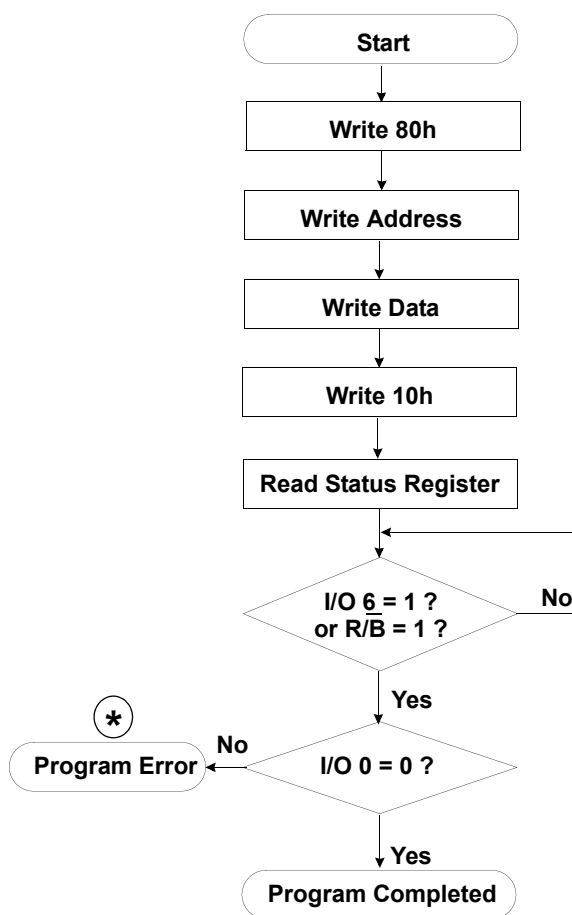 Start
Write 80h
Write Address
Write Data
Write 10h
Read Status Register
I/O 6 = 1 ?
or R/B̅ = 1 ?
No
Yes
*
No
Program Error
I/O 0 = 0 ?
Yes
Program Completed